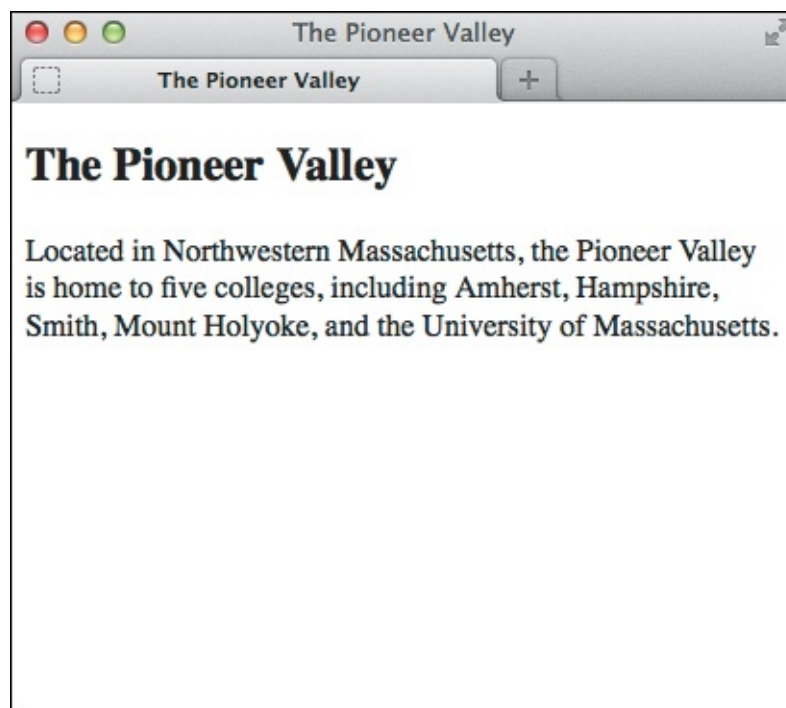 The Pioneer Valley
The Pioneer Valley
The Pioneer Valley
Located in Northwestern Massachusetts, the Pioneer Valley
is home to five colleges, including Amherst, Hampshire,
Smith, Mount Holyoke, and the University of Massachusetts.